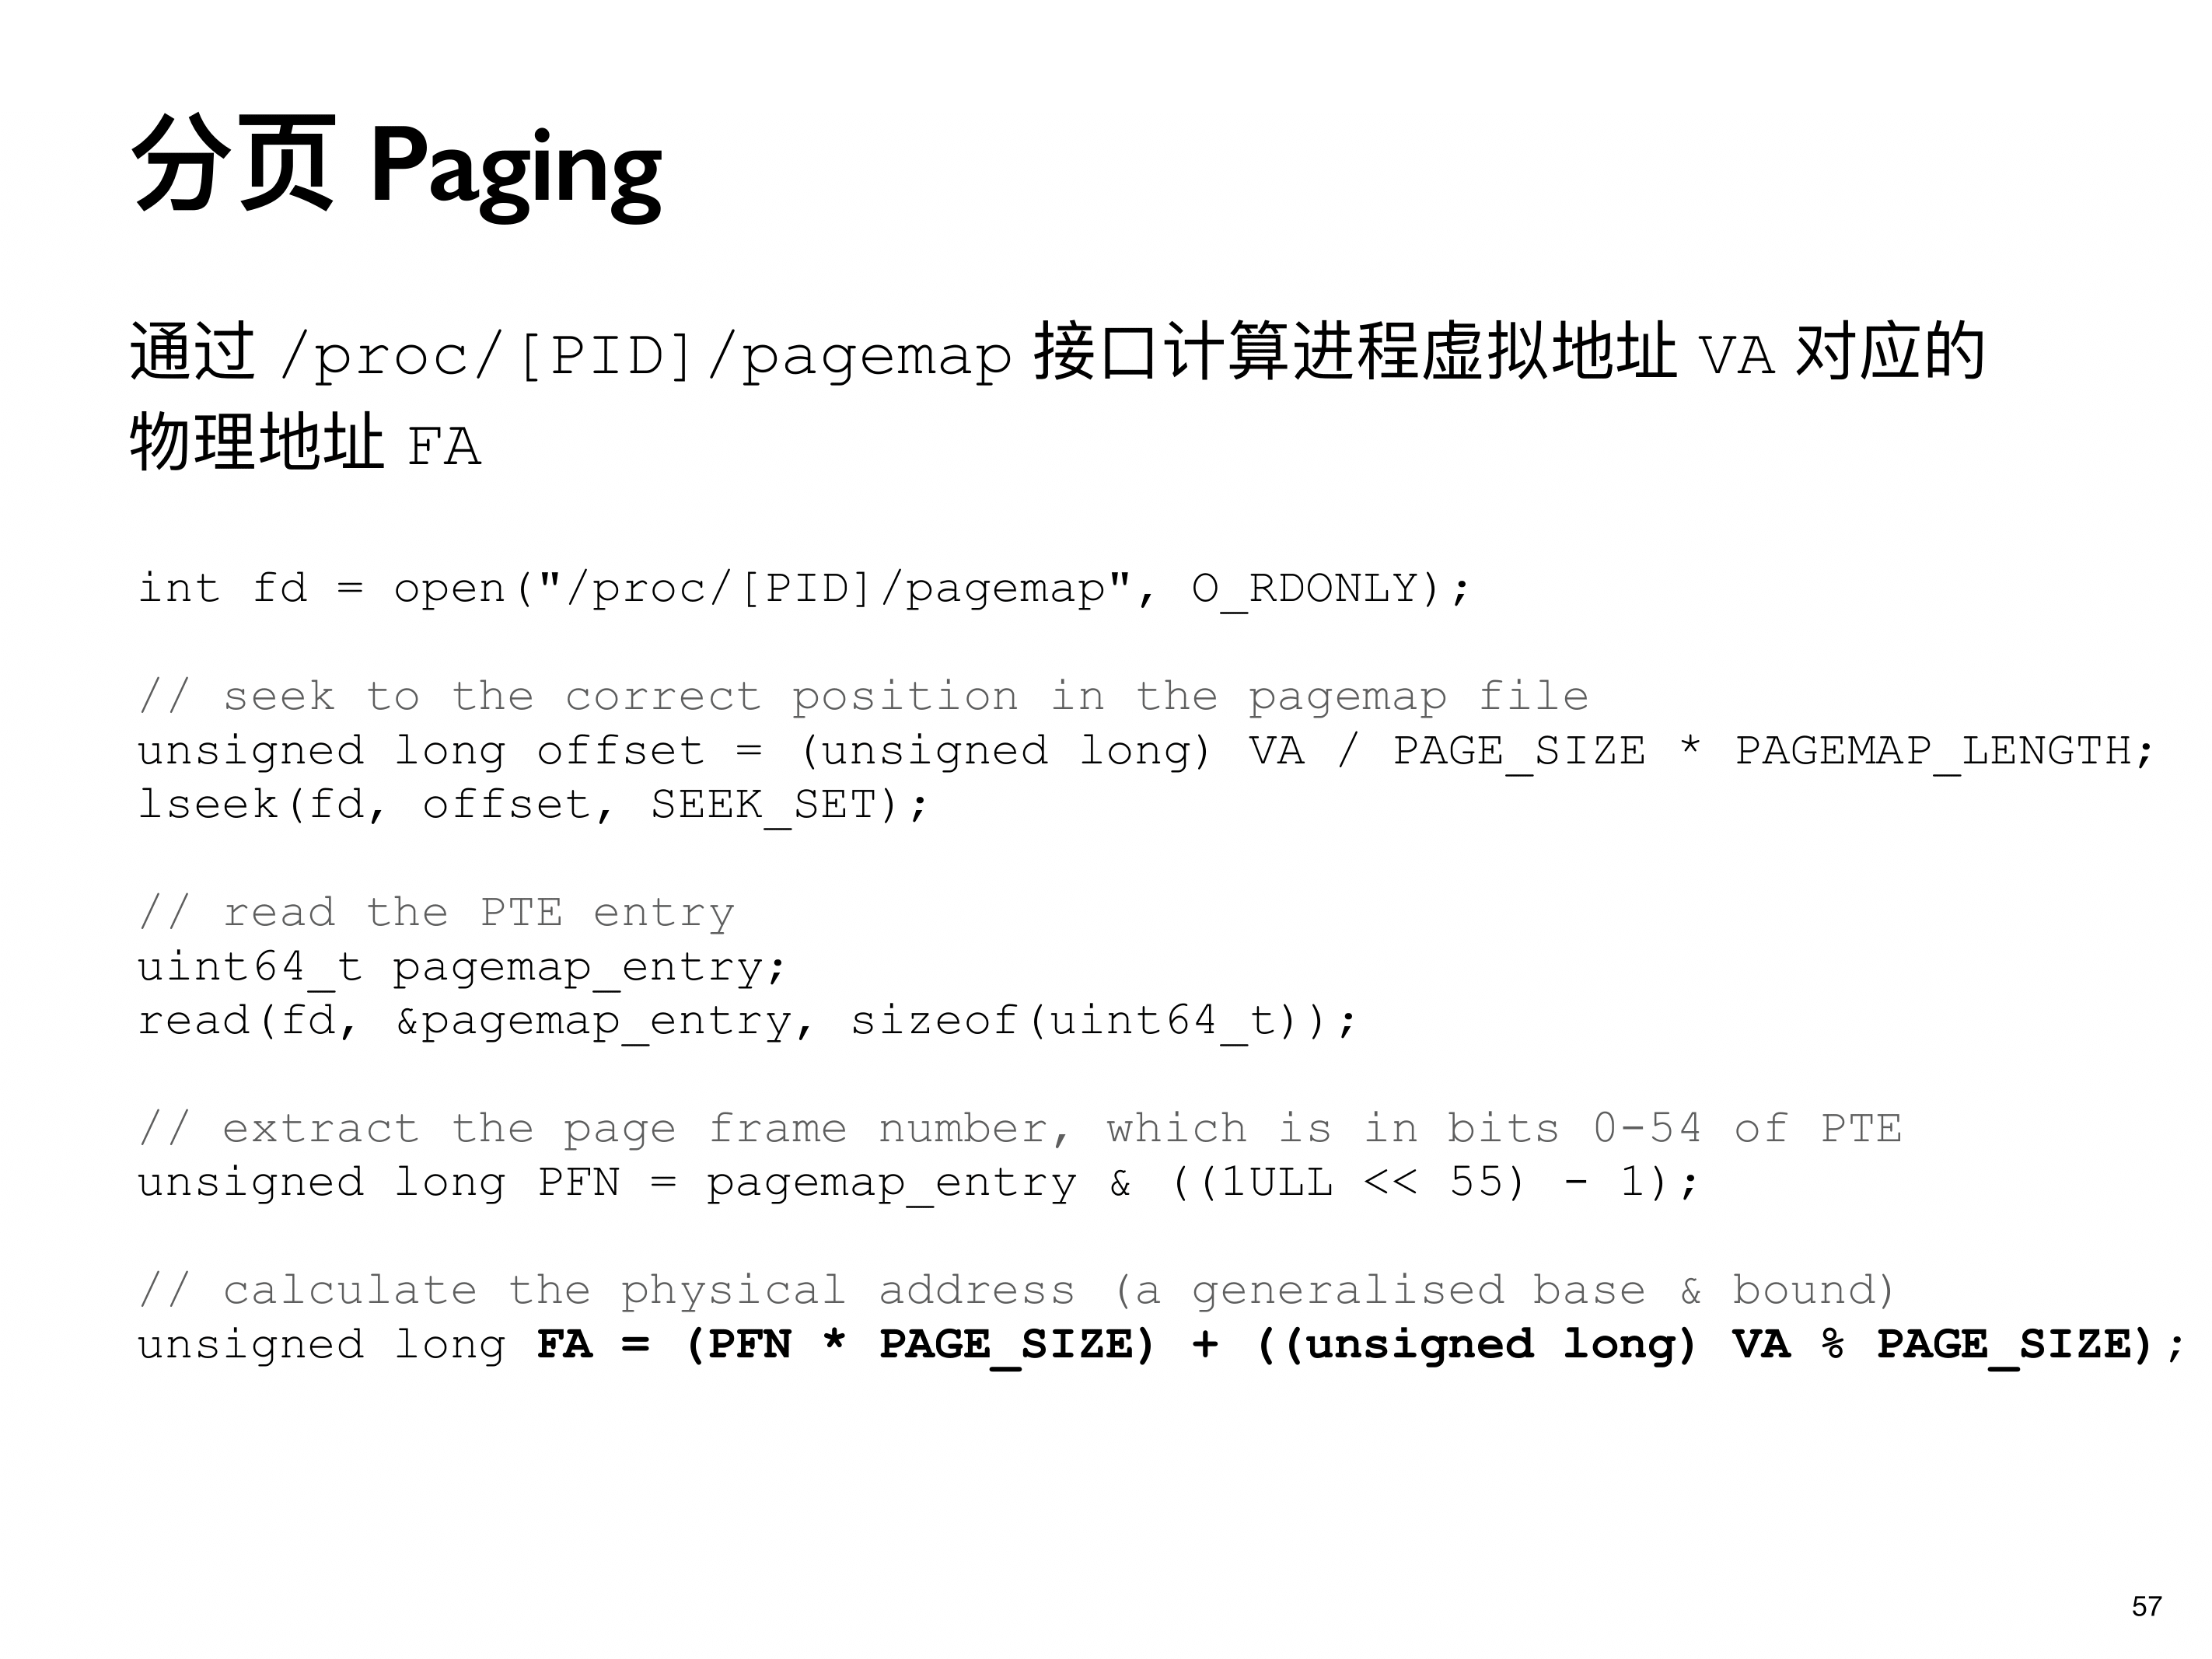 分页 Paging
通过 /proc/[PID]/pagemap 接口计算进程虚拟地址 VA 对应的
物理地址 FA
int fd = open("/proc/[PID]/pagemap", O_RDONLY);
// seek to the correct position in the pagemap file
unsigned long offset = (unsigned long) VA / PAGE_SIZE * PAGEMAP_LENGTH;
lseek(fd, offset, SEEK_SET);
// read the PTE entry
uint64_t pagemap_entry;
read(fd, &pagemap_entry, sizeof(uint64_t));
// extract the page frame number, which is in bits 0-54 of PTE
unsigned long PFN = pagemap_entry & ((1ULL << 55) - 1);
// calculate the physical address (a generalised base & bound)
unsigned long FA = (PFN * PAGE_SIZE) + ((unsigned long) VA % PAGE_SIZE);
57